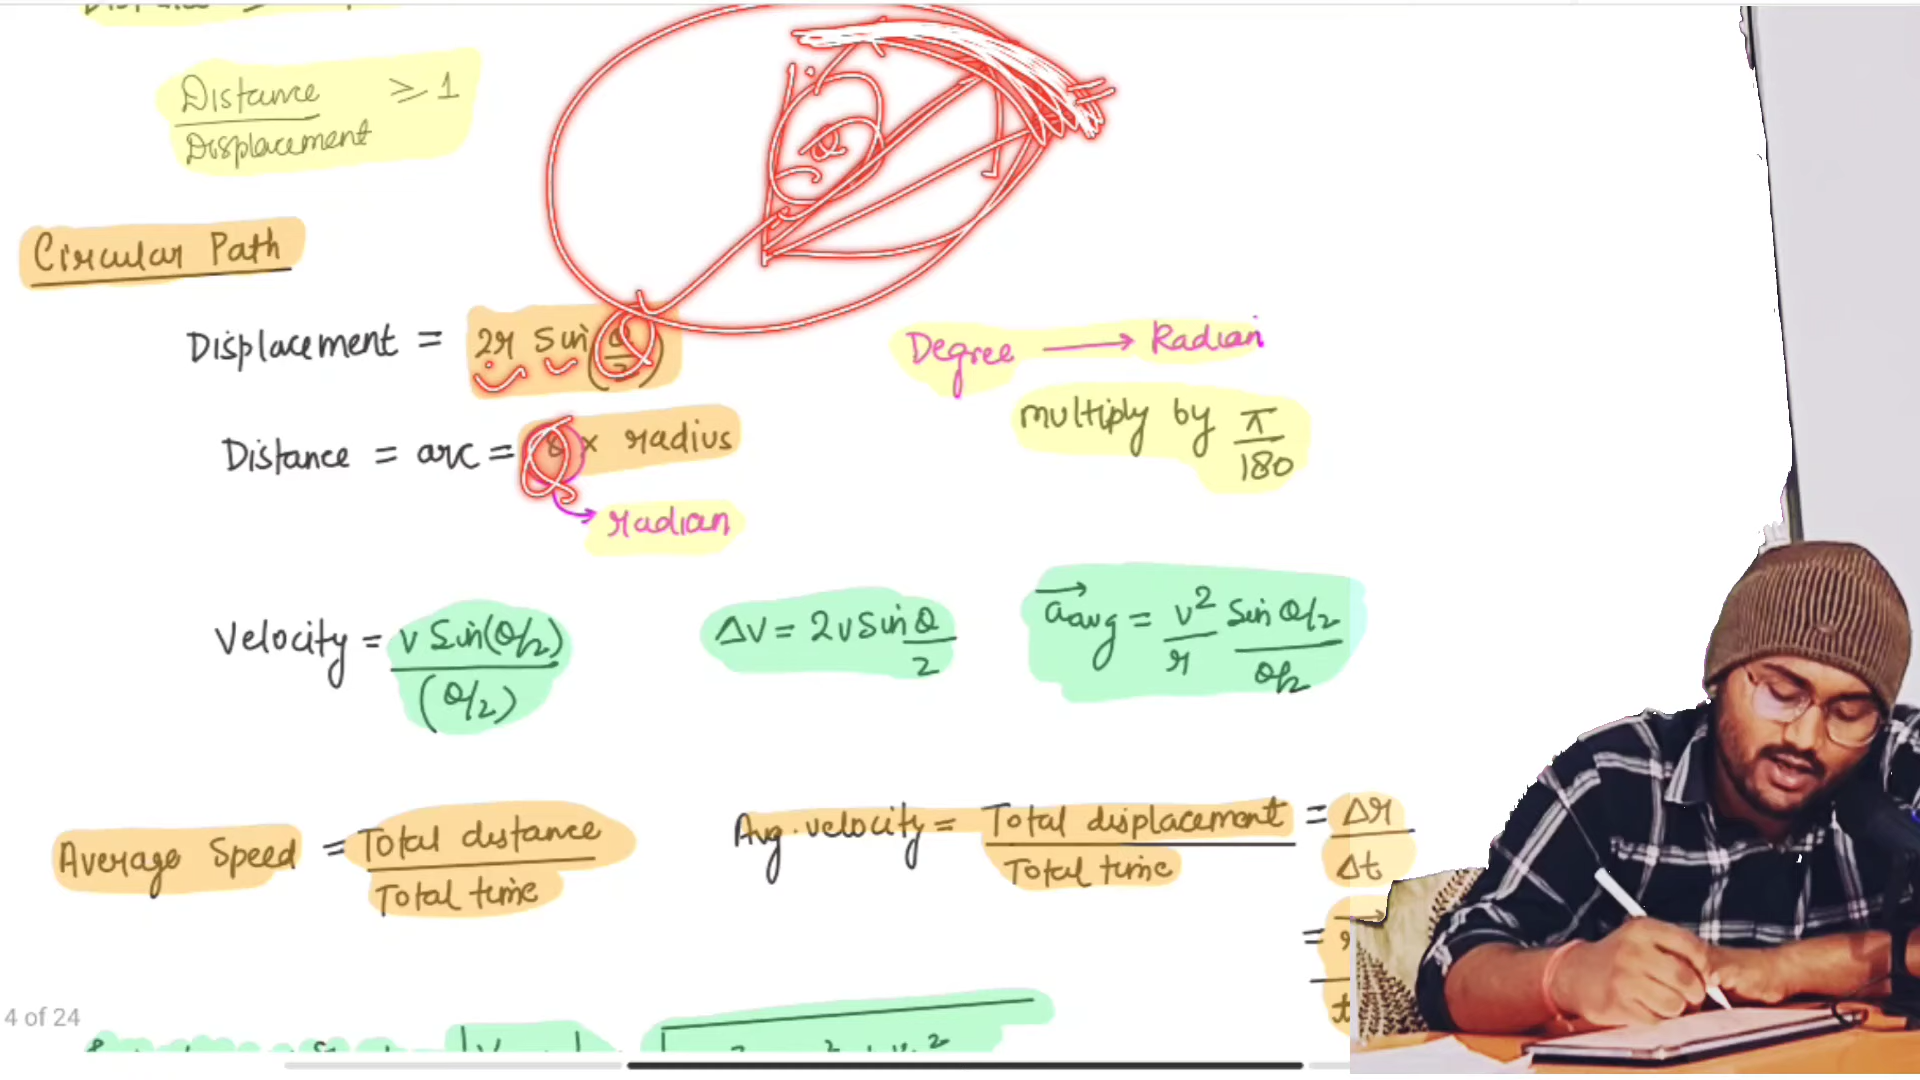 Distance ≥ 1
Displacement
Circular Path
Displacement = 2r Sin(θ/2)
Distance = arc = θ × radius
radian
Degree → Radian
multiply by π/180
Velocity = v Sin(θ/2) / (θ/2)
ΔV = 2v Sin θ/2
a⃗avg = v²/r Sin θ/2 / θ/2
Average Speed = Total distance / Total time
Avg. velocity = Total displacement / Total time = Δr / Δt
4 of 24